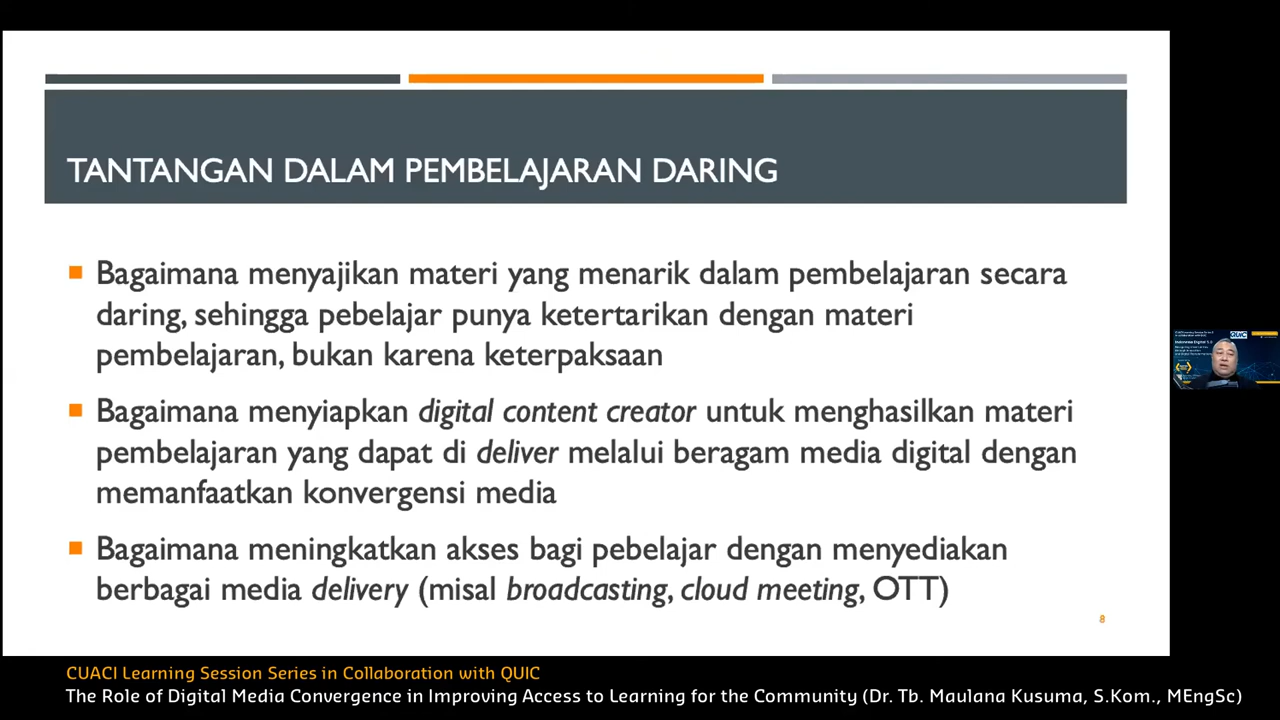 TANTANGAN DALAM PEMBELAJARAN DARING
Bagaimana menyajikan materi yang menarik dalam pembelajaran secara
daring, sehingga pebelajar punya ketertarikan dengan materi
pembelajaran, bukan karena keterpaksaan
Bagaimana menyiapkan digital content creator untuk menghasilkan materi
pembelajaran yang dapat di deliver melalui beragam media digital dengan
memanfaatkan konvergensi media
Bagaimana meningkatkan akses bagi pebelajar dengan menyediakan
berbagai media delivery (misal broadcasting, cloud meeting, OTT)
8
QUIC
CUACI Learning Session Series in Collaboration with QUIC
The Role of Digital Media Convergence in Improving Access to Learning for the Community (Dr. Tb. Maulana Kusuma, S.Kom., MEngSc)